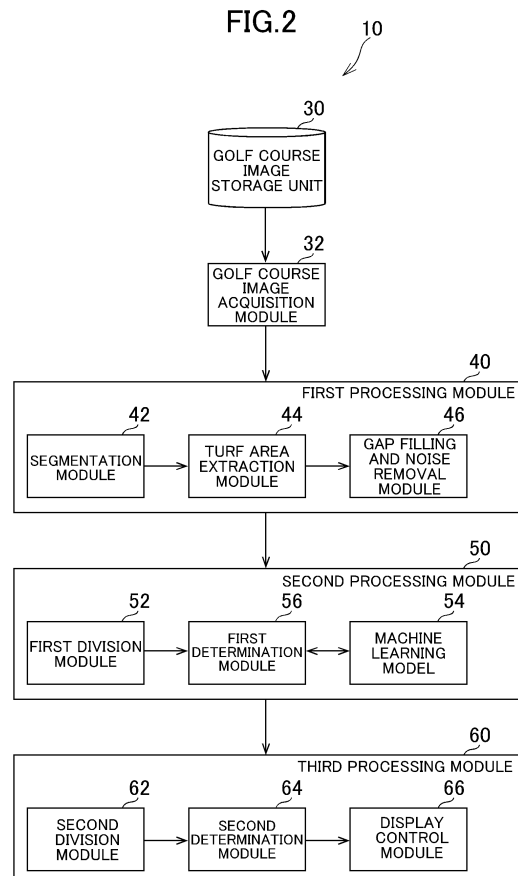 FIG.2
10
30
GOLF COURSE
IMAGE
STORAGE UNIT
32
GOLF COURSE
IMAGE
ACQUISITION
MODULE
40
FIRST PROCESSING MODULE
42
SEGMENTATION
MODULE
44
TURF AREA
EXTRACTION
MODULE
46
GAP FILLING
AND NOISE
REMOVAL
MODULE
50
SECOND PROCESSING MODULE
52
FIRST DIVISION
MODULE
56
FIRST
DETERMINATION
MODULE
54
MACHINE
LEARNING
MODEL
60
THIRD PROCESSING MODULE
62
SECOND
DIVISION
MODULE
64
SECOND
DETERMINATION
MODULE
66
DISPLAY
CONTROL
MODULE